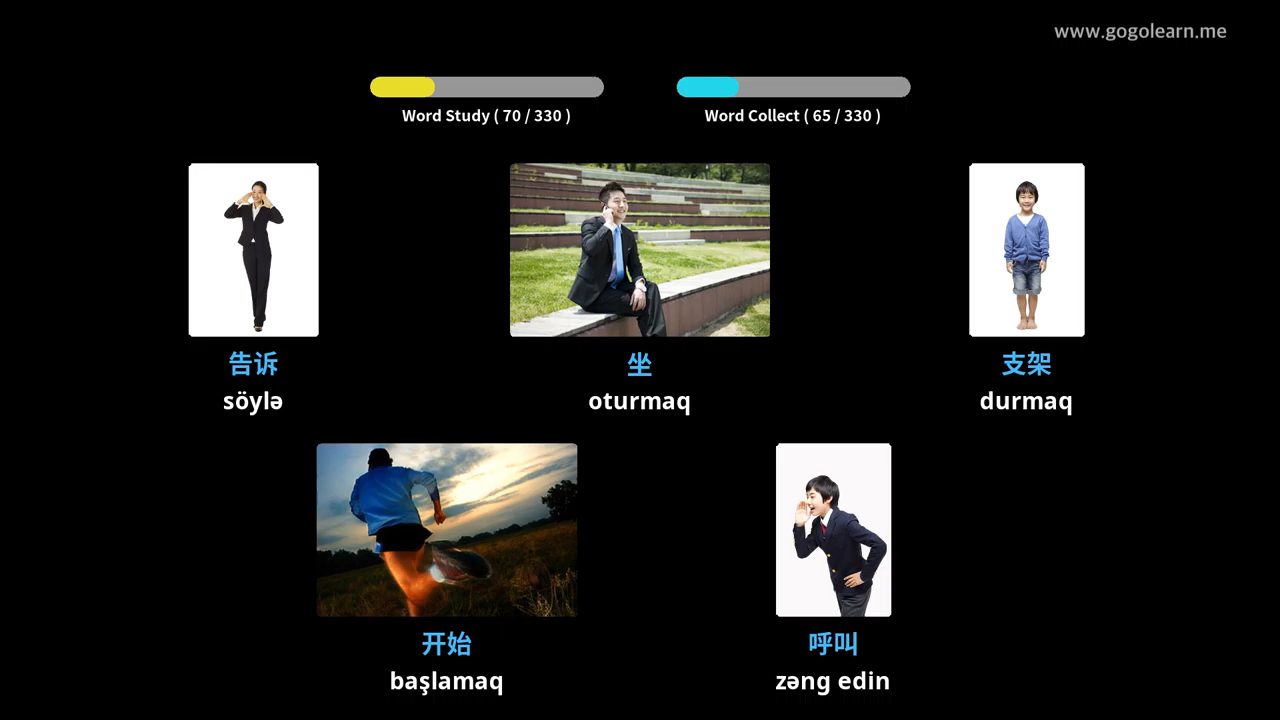 www.gogolearn.me
Word Study ( 70 / 330 )
Word Collect ( 65 / 330 )
告诉
söylə
坐
oturmaq
支架
durmaq
开始
başlamaq
呼叫
zəng edin